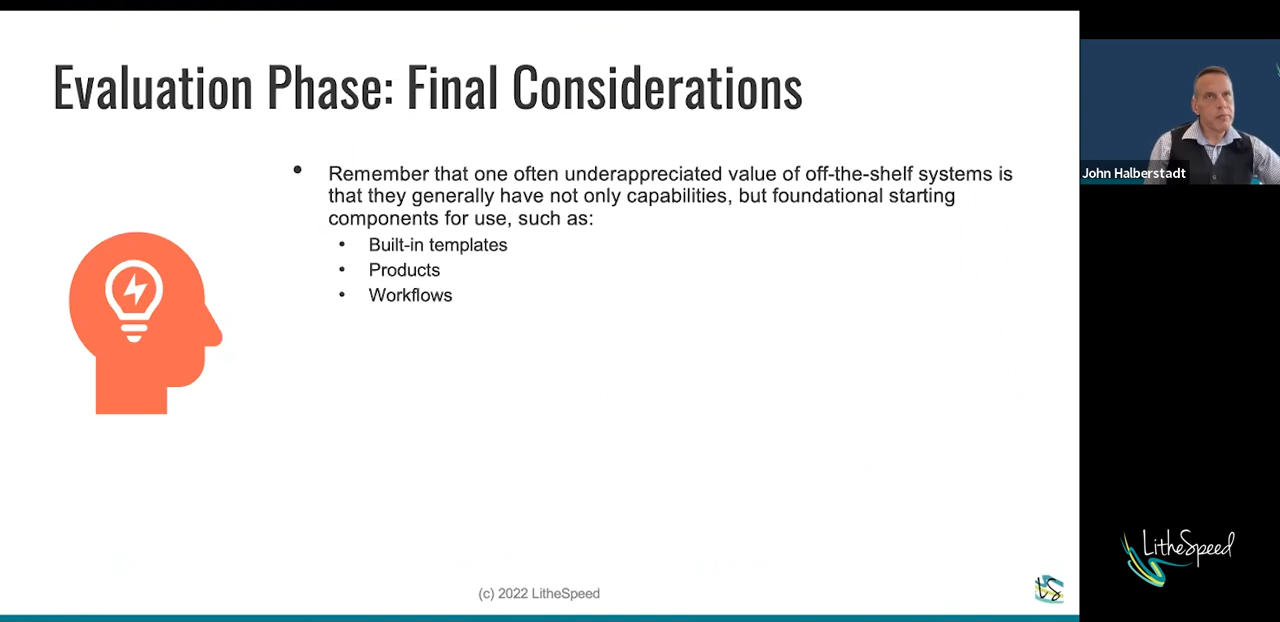 Evaluation Phase: Final Considerations
• Remember that one often underappreciated value of off-the-shelf systems is
that they generally have not only capabilities, but foundational starting
components for use, such as:
• Built-in templates
• Products
• Workflows
John Halberstadt
LitheSpeed
(c) 2022 LitheSpeed
LS